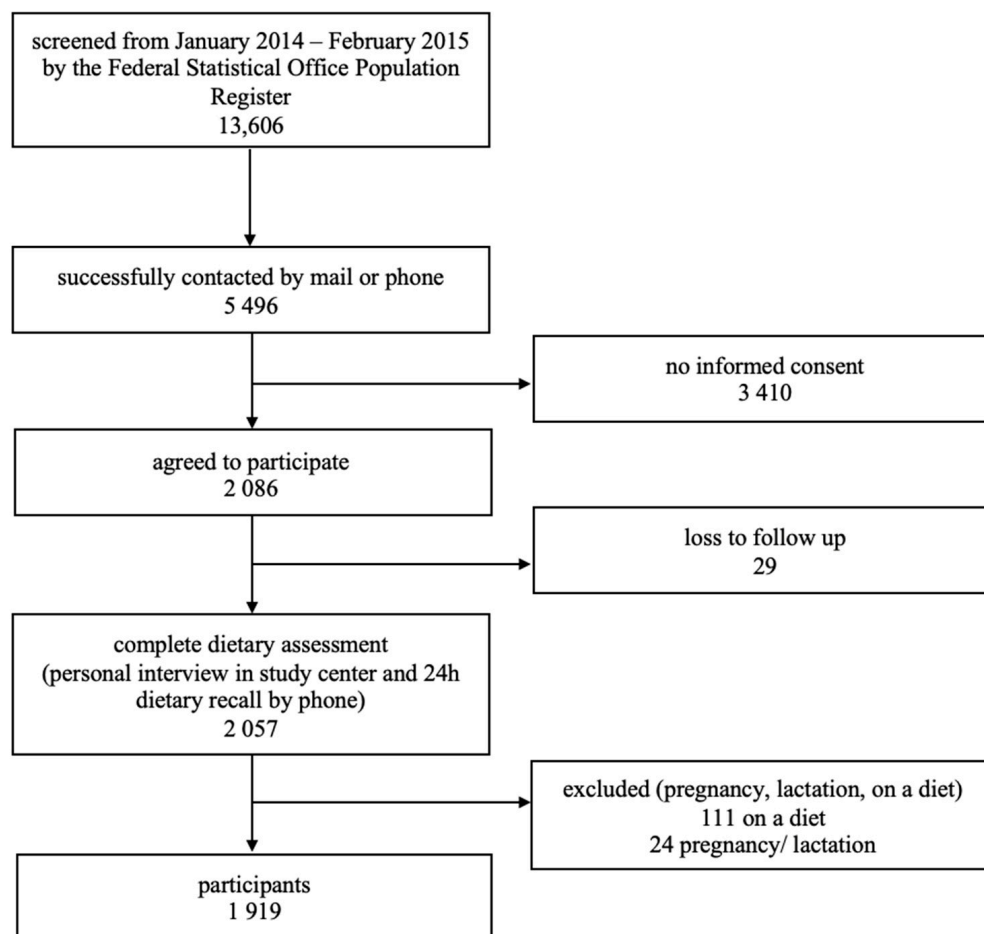 screened from January 2014 – February 2015
by the Federal Statistical Office Population
Register
13,606
successfully contacted by mail or phone
5 496
no informed consent
3 410
agreed to participate
2 086
loss to follow up
29
complete dietary assessment
(personal interview in study center and 24h
dietary recall by phone)
2 057
excluded (pregnancy, lactation, on a diet)
111 on a diet
24 pregnancy/ lactation
participants
1 919